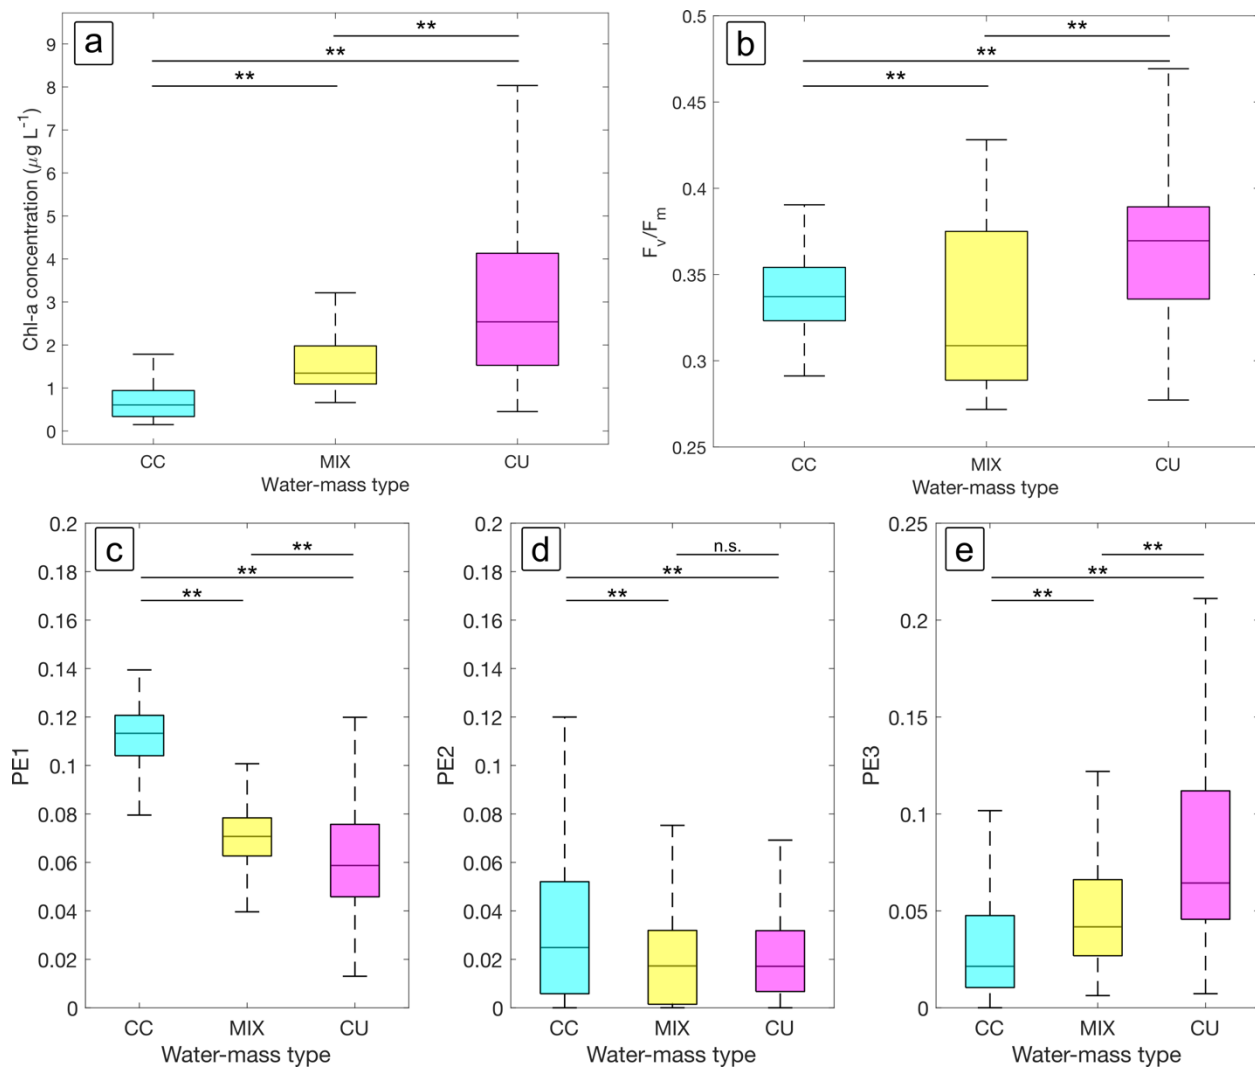 a
**
**
**
9
8
7
6
5
4
3
2
1
0
Chl-a concentration (μg L⁻¹)
CC MIX CU
Water-mass type
b
**
**
**
0.5
0.45
0.4
0.35
0.3
0.25
Fv/Fm
CC MIX CU
Water-mass type
c
**
**
**
0.2
0.18
0.16
0.14
0.12
0.1
0.08
0.06
0.04
0.02
0
PE1
CC MIX CU
Water-mass type
d
n.s.
**
**
0.2
0.18
0.16
0.14
0.12
0.1
0.08
0.06
0.04
0.02
0
PE2
CC MIX CU
Water-mass type
e
**
**
**
0.25
0.2
0.15
0.1
0.05
0
PE3
CC MIX CU
Water-mass type